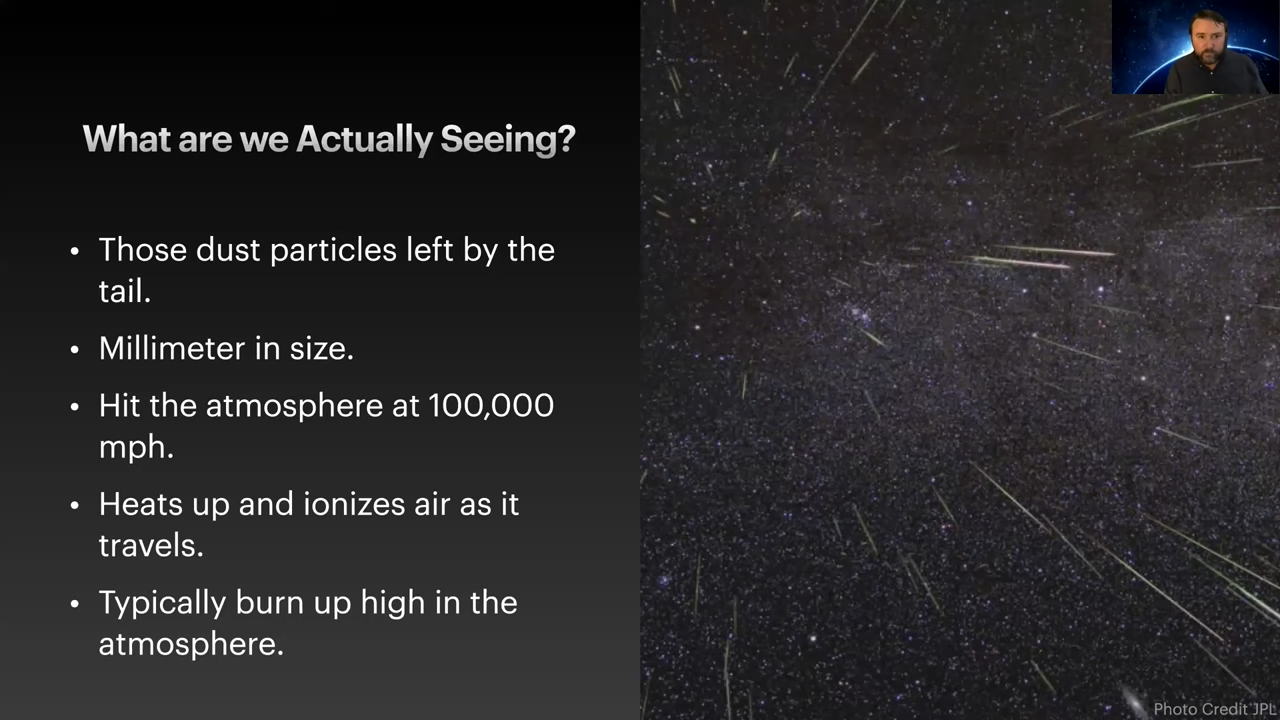 What are we Actually Seeing?
• Those dust particles left by the
tail.
• Millimeter in size.
• Hit the atmosphere at 100,000
mph.
• Heats up and ionizes air as it
travels.
• Typically burn up high in the
atmosphere.
Photo Credit JPL